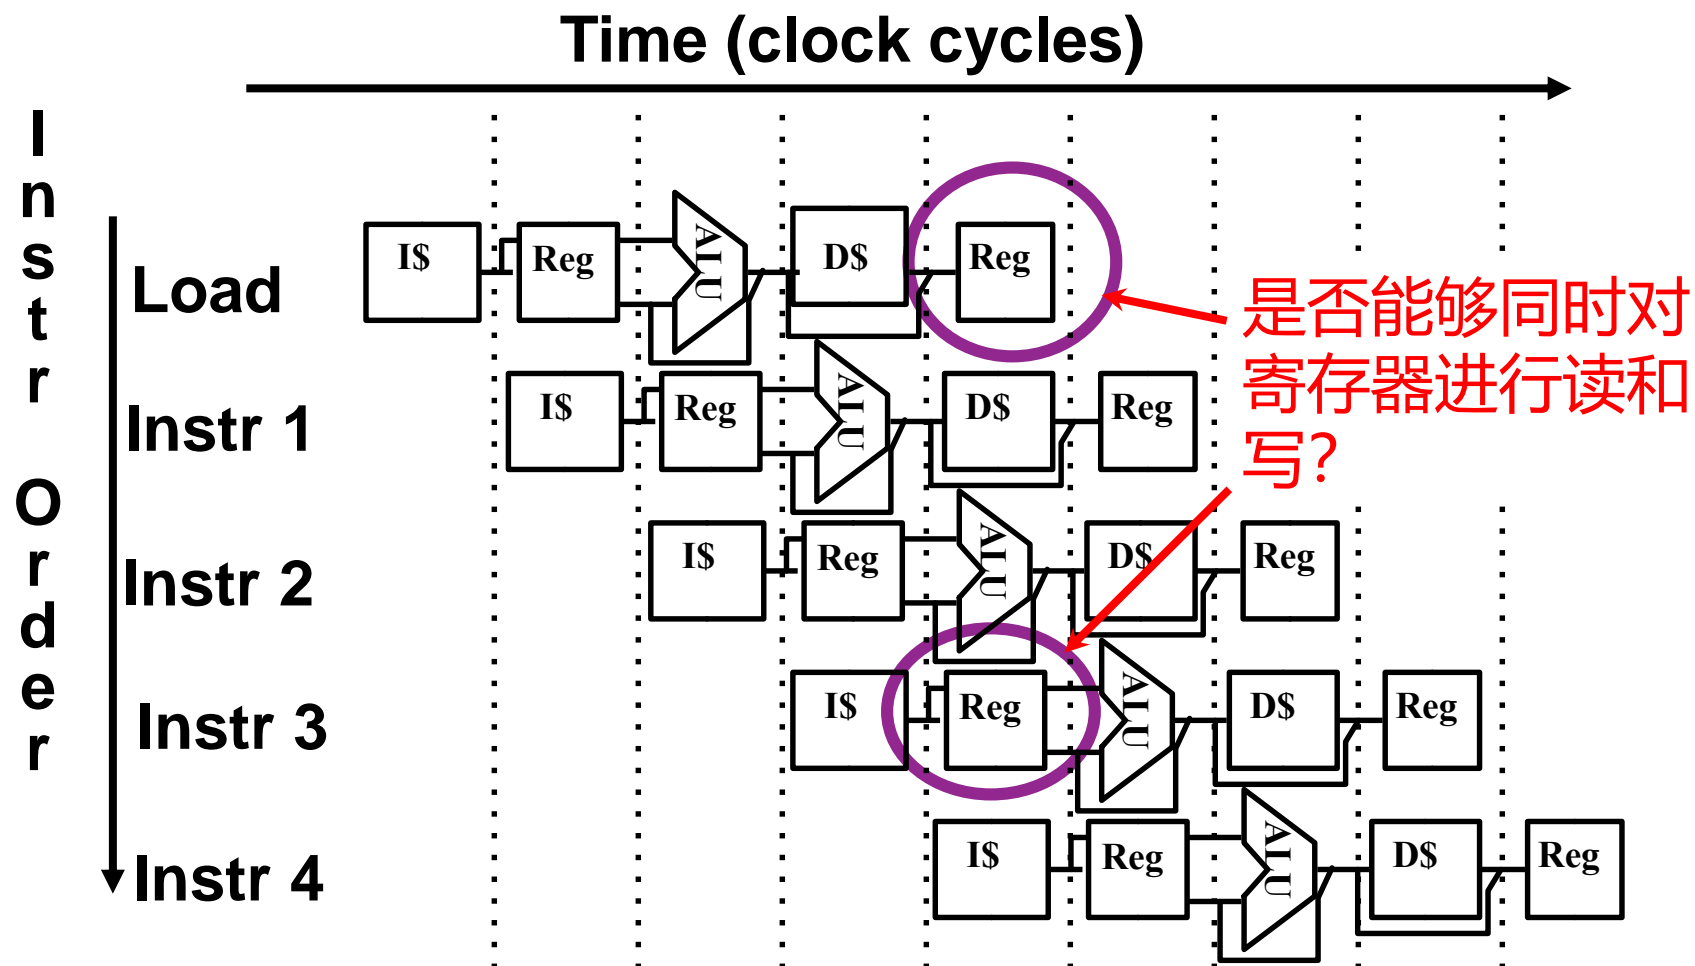 Time (clock cycles)
Instr Order
Load
I$ Reg ALU D$ Reg
是否能够同时对
寄存器进行读和
写?
Instr 1
I$ Reg ALU D$ Reg
Instr 2
I$ Reg ALU D$ Reg
Instr 3
I$ Reg ALU D$ Reg
Instr 4
I$ Reg ALU D$ Reg